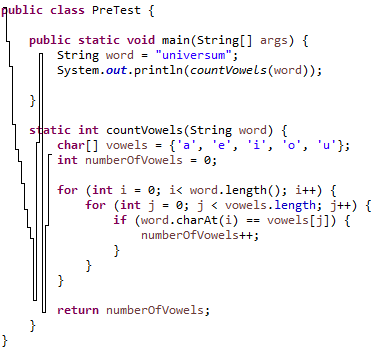 public class PreTest {
public static void main(String[] args) {
String word = "universum";
System.out.println(countVowels(word));
}
static int countVowels(String word) {
char[] vowels = {'a', 'e', 'i', 'o', 'u'};
int numberOfVowels = 0;
for (int i = 0; i< word.length(); i++) {
for (int j = 0; j < vowels.length; j++) {
if (word.charAt(i) == vowels[j]) {
numberOfVowels++;
}
}
}
return numberOfVowels;
}
}